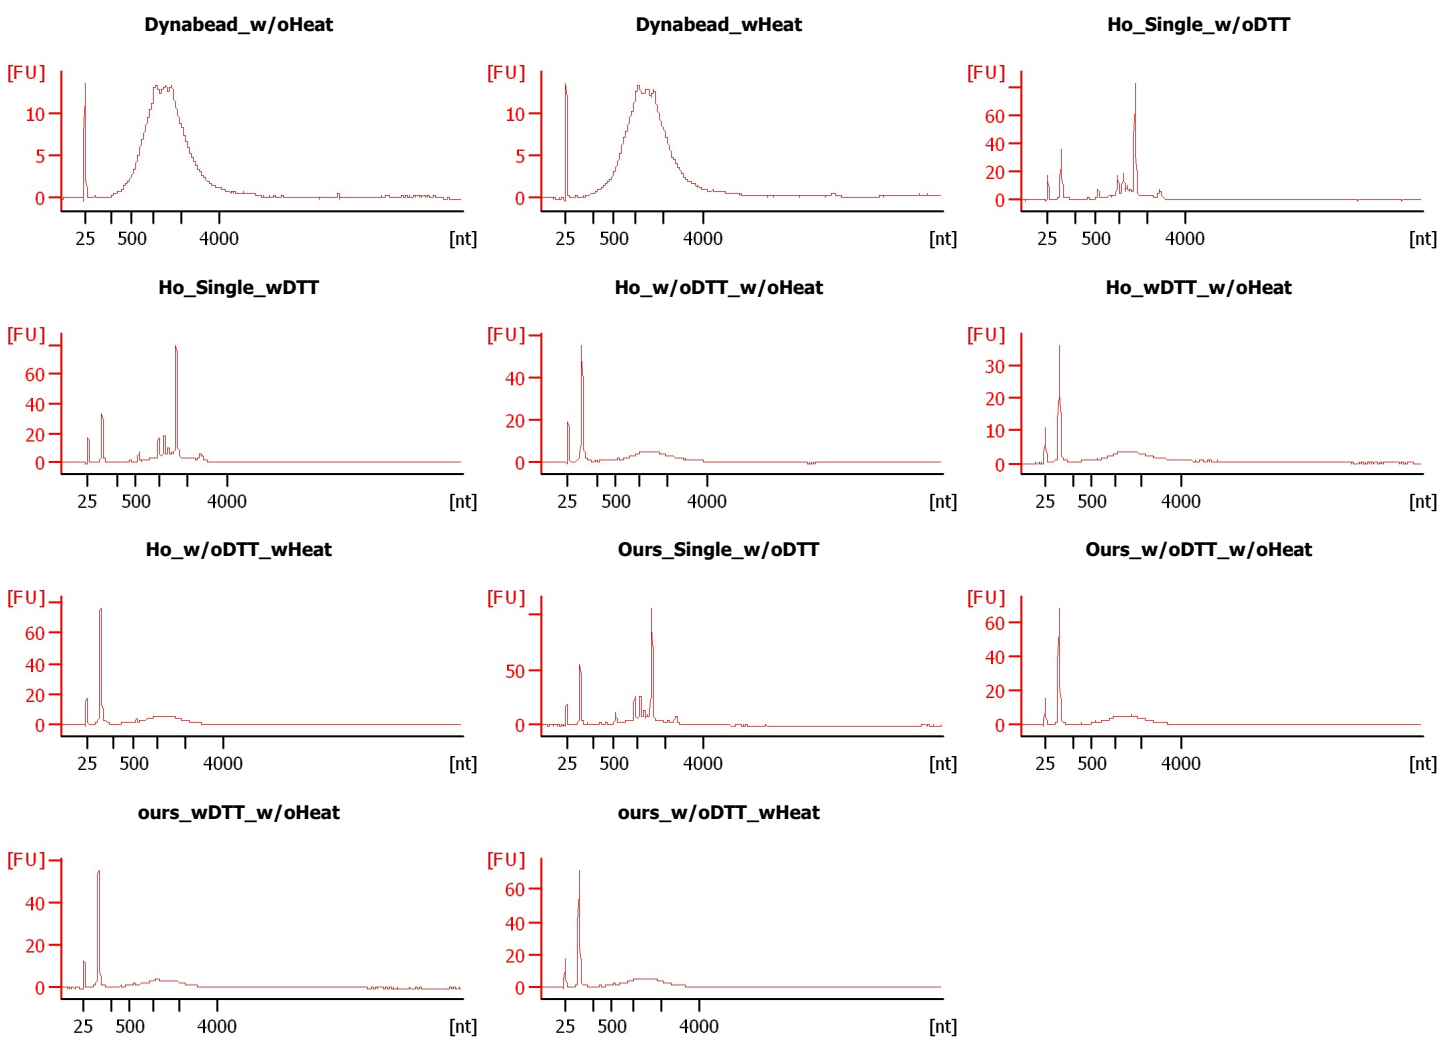 Dynabead_w/oHeat
[FU]
10
5
0
25 500 4000 [nt]
Dynabead_wHeat
[FU]
10
5
0
25 500 4000 [nt]
Ho_Single_w/oDTT
[FU]
60
40
20
0
25 500 4000 [nt]
Ho_Single_wDTT
[FU]
60
40
20
0
25 500 4000 [nt]
Ho_w/oDTT_w/oHeat
[FU]
40
20
0
25 500 4000 [nt]
Ho_wDTT_w/oHeat
[FU]
30
20
10
0
25 500 4000 [nt]
Ho_w/oDTT_wHeat
[FU]
60
40
20
0
25 500 4000 [nt]
Ours_Single_w/oDTT
[FU]
50
0
25 500 4000 [nt]
Ours_w/oDTT_w/oHeat
[FU]
60
40
20
0
25 500 4000 [nt]
ours_wDTT_w/oHeat
[FU]
40
20
0
25 500 4000 [nt]
ours_w/oDTT_wHeat
[FU]
60
40
20
0
25 500 4000 [nt]